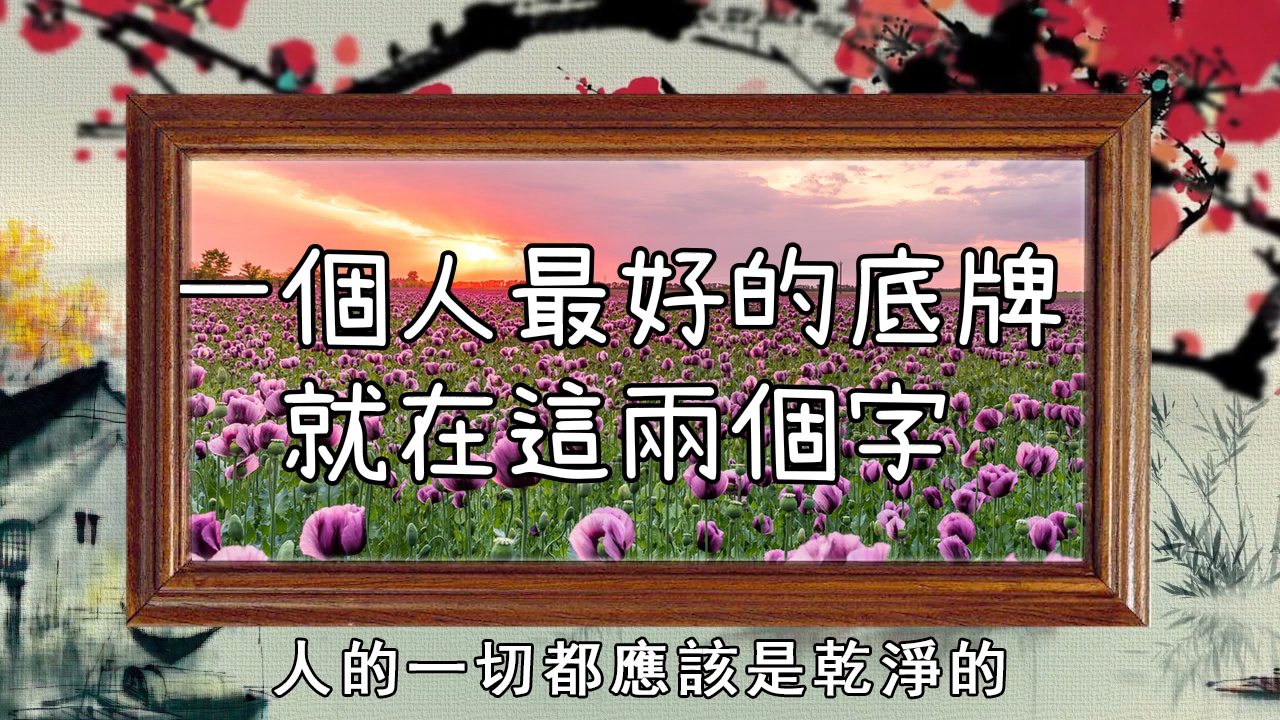 一個人最好的底牌
就在這兩個字
人的一切都應該是乾淨的